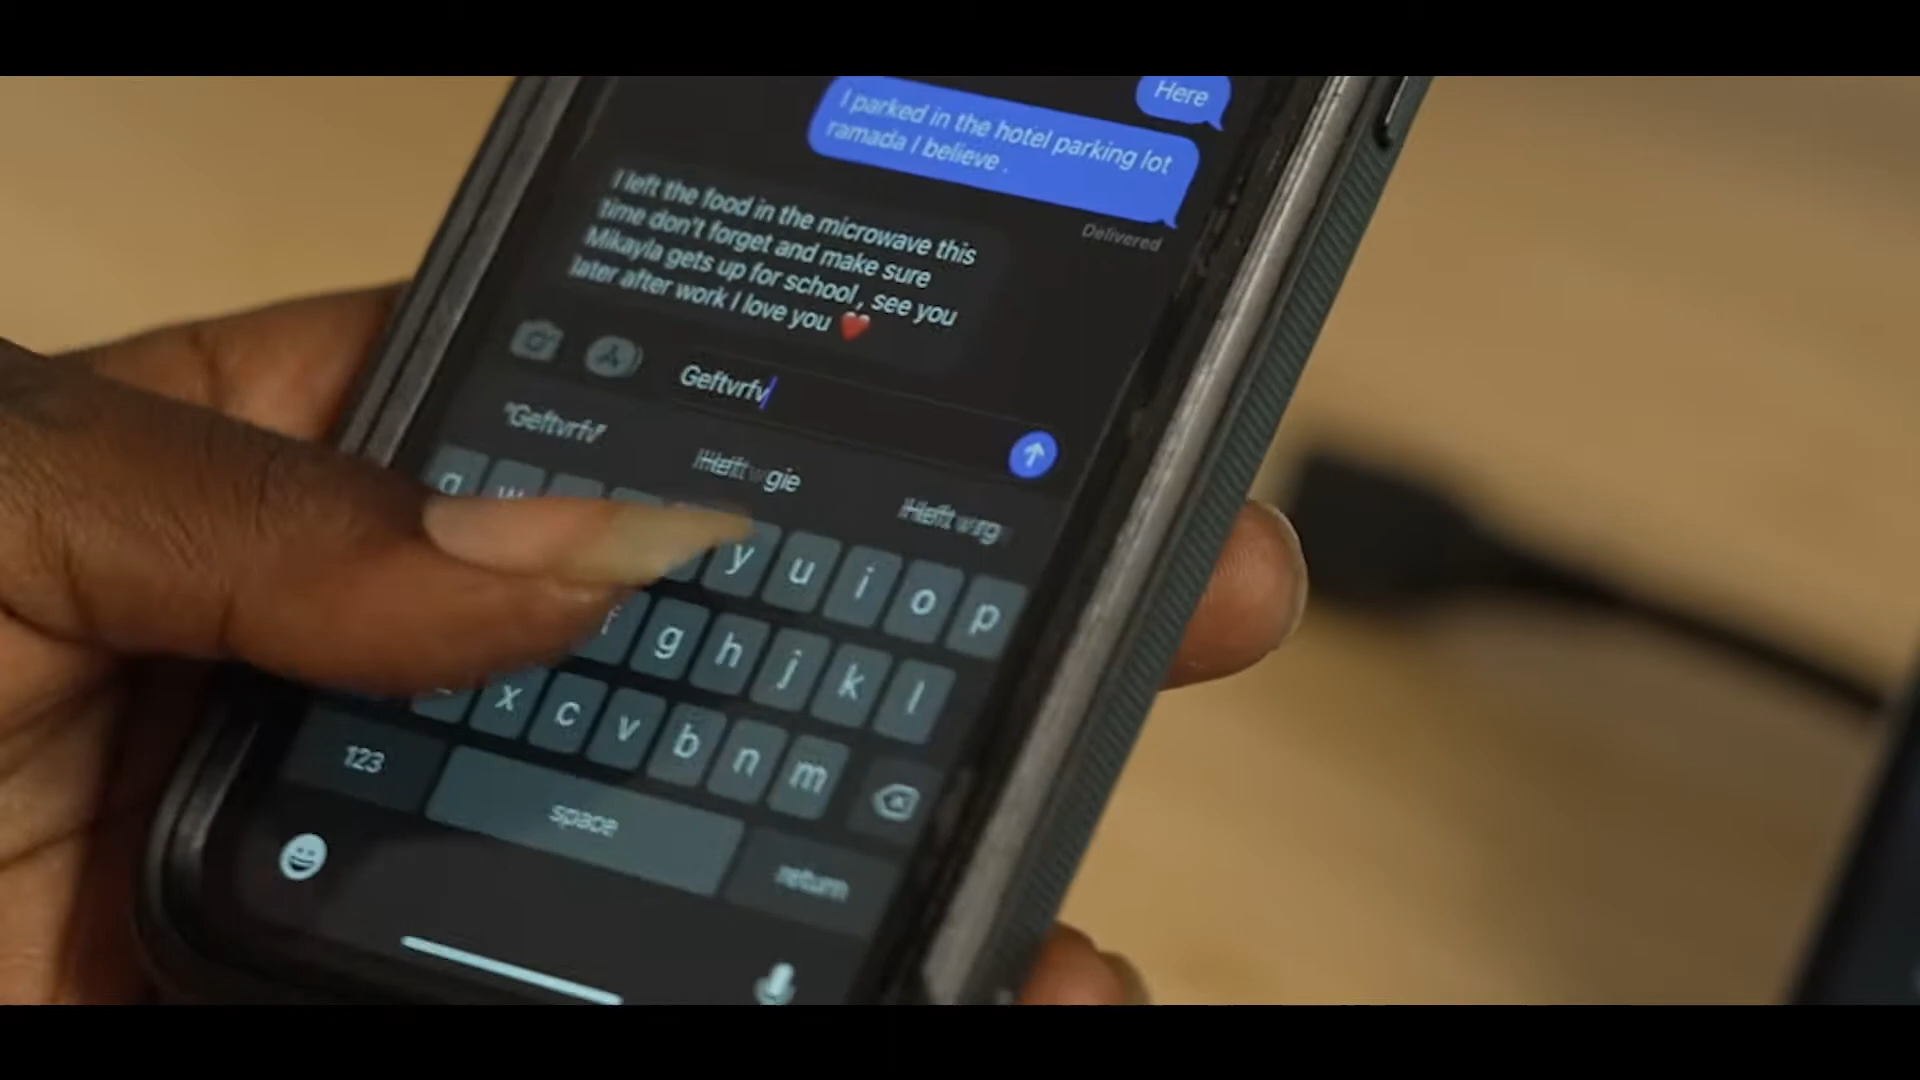 Here
I parked in the hotel parking lot
ramada I believe .
Delivered
I left the food in the microwave this
time don't forget and make sure
Mikayla gets up for school, see you
later after work I love you ❤️
Geftvrfv
"Geftvrfv"
q w y u i o p
f g h j k l
x c v b n m
123 space return